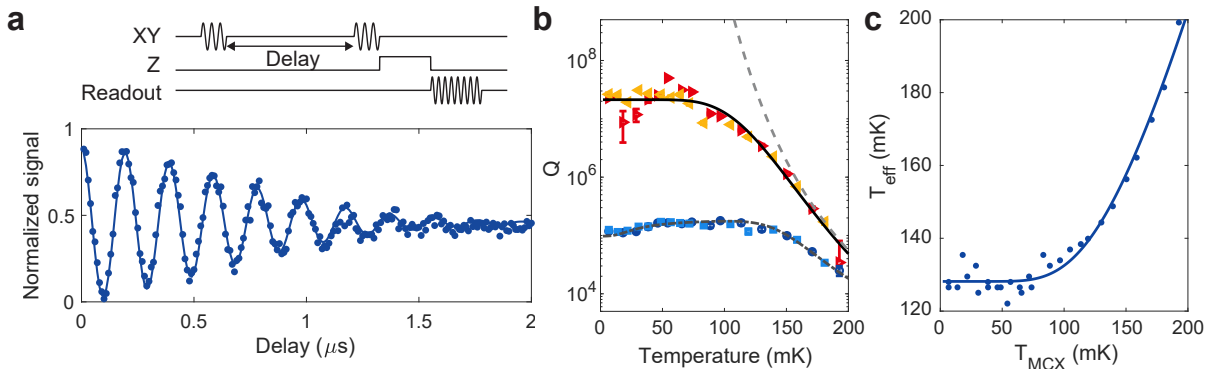 a
XY
Delay
Z
Readout
Normalized signal
1
0.5
0
0
0.5
1
1.5
2
Delay (μs)
b
Q
10^8
10^6
10^4
0
50
100
150
200
Temperature (mK)
c
T_eff (mK)
200
180
160
140
120
0
50
100
150
200
T_MCX (mK)